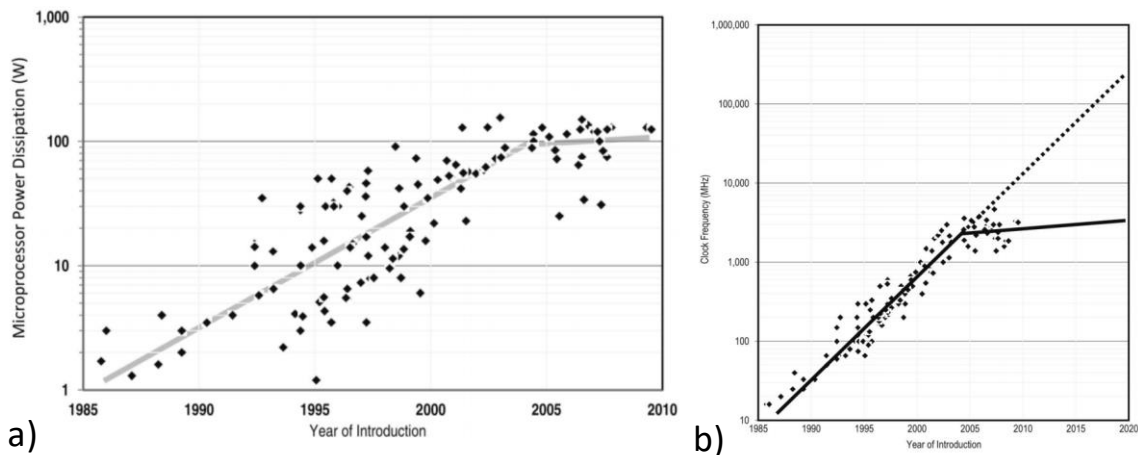 1,000
100
10
1
Microprocessor Power Dissipation (W)
1985 1990 1995 2000 2005 2010
Year of Introduction
a)
1,000,000
100,000
10,000
1,000
100
10
Clock Frequency (MHz)
1985 1990 1995 2000 2005 2010 2015 2020
Year of Introduction
b)